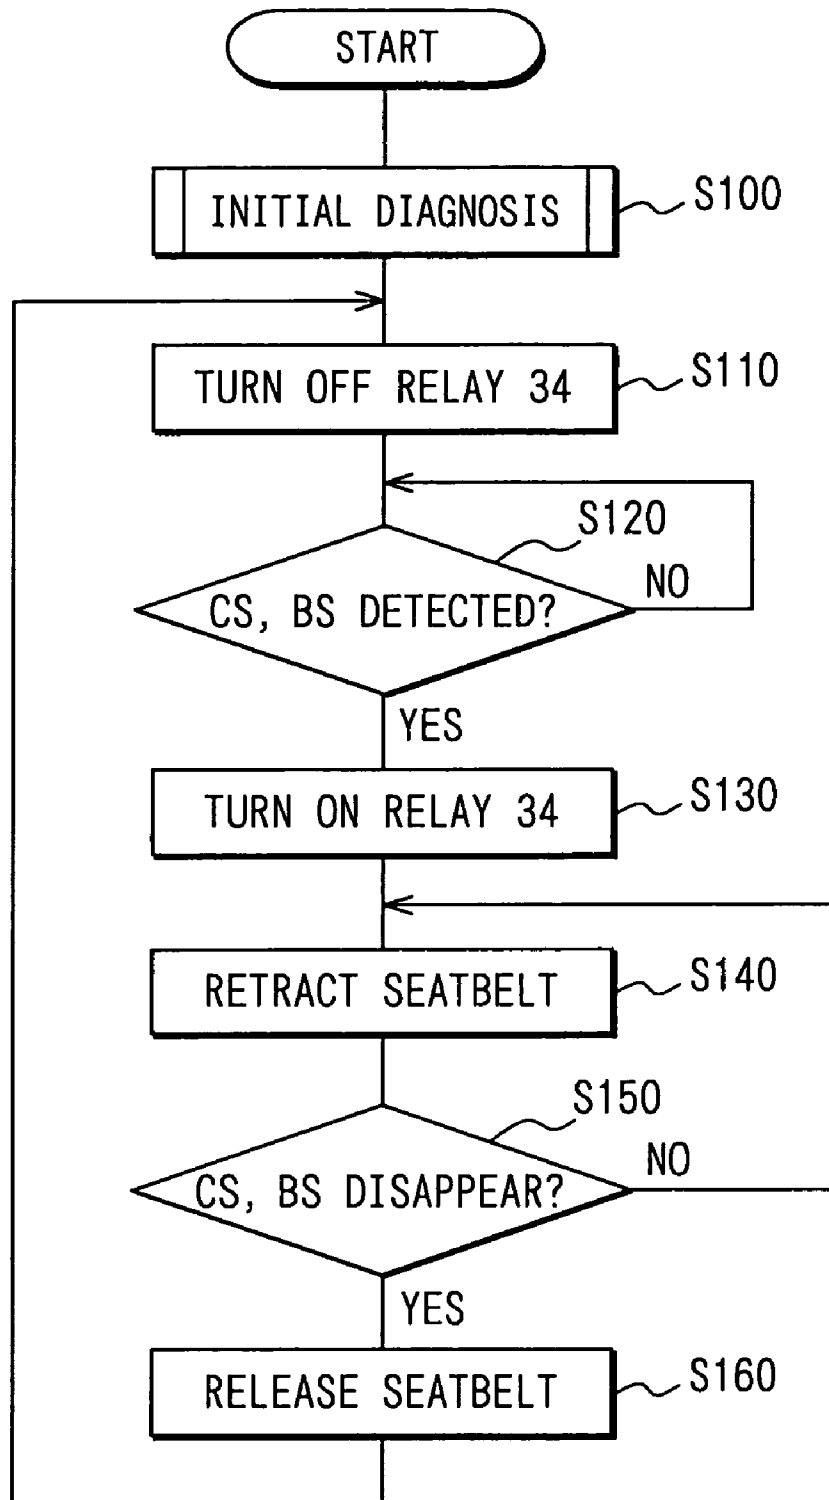 START
INITIAL DIAGNOSIS
S100
TURN OFF RELAY 34
S110
S120
CS, BS DETECTED?
NO
YES
TURN ON RELAY 34
S130
RETRACT SEATBELT
S140
S150
CS, BS DISAPPEAR?
NO
YES
RELEASE SEATBELT
S160